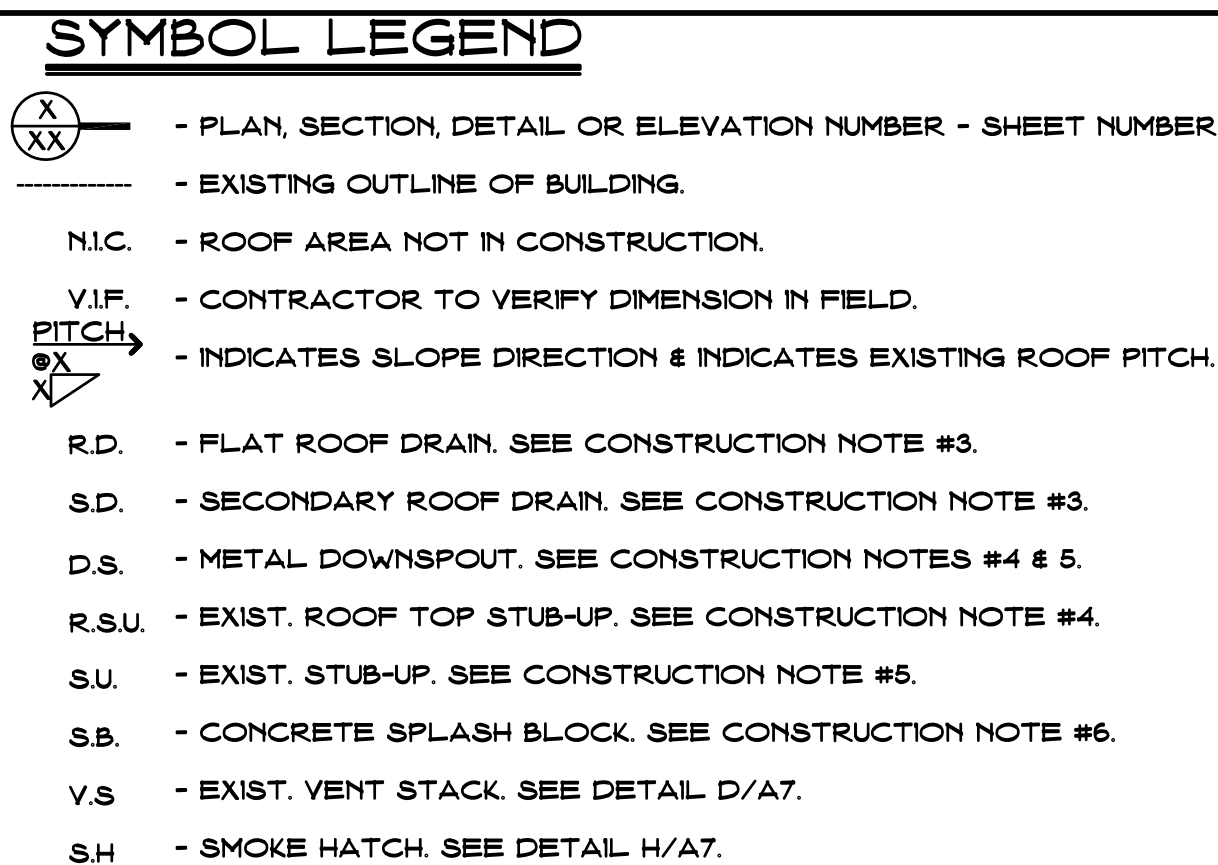 SYMBOL LEGEND
X
XX
- PLAN, SECTION, DETAIL OR ELEVATION NUMBER - SHEET NUMBER
- EXISTING OUTLINE OF BUILDING.
N.I.C. - ROOF AREA NOT IN CONSTRUCTION.
V.I.F. - CONTRACTOR TO VERIFY DIMENSION IN FIELD.
PITCH
@X
X
- INDICATES SLOPE DIRECTION & INDICATES EXISTING ROOF PITCH.
R.D. - FLAT ROOF DRAIN. SEE CONSTRUCTION NOTE #3.
S.D. - SECONDARY ROOF DRAIN. SEE CONSTRUCTION NOTE #3.
D.S. - METAL DOWNSPOUT. SEE CONSTRUCTION NOTES #4 & 5.
R.S.U. - EXIST. ROOF TOP STUB-UP. SEE CONSTRUCTION NOTE #4.
S.U. - EXIST. STUB-UP. SEE CONSTRUCTION NOTE #5.
S.B. - CONCRETE SPLASH BLOCK. SEE CONSTRUCTION NOTE #6.
V.S - EXIST. VENT STACK. SEE DETAIL D/A7.
S.H - SMOKE HATCH. SEE DETAIL H/A7.